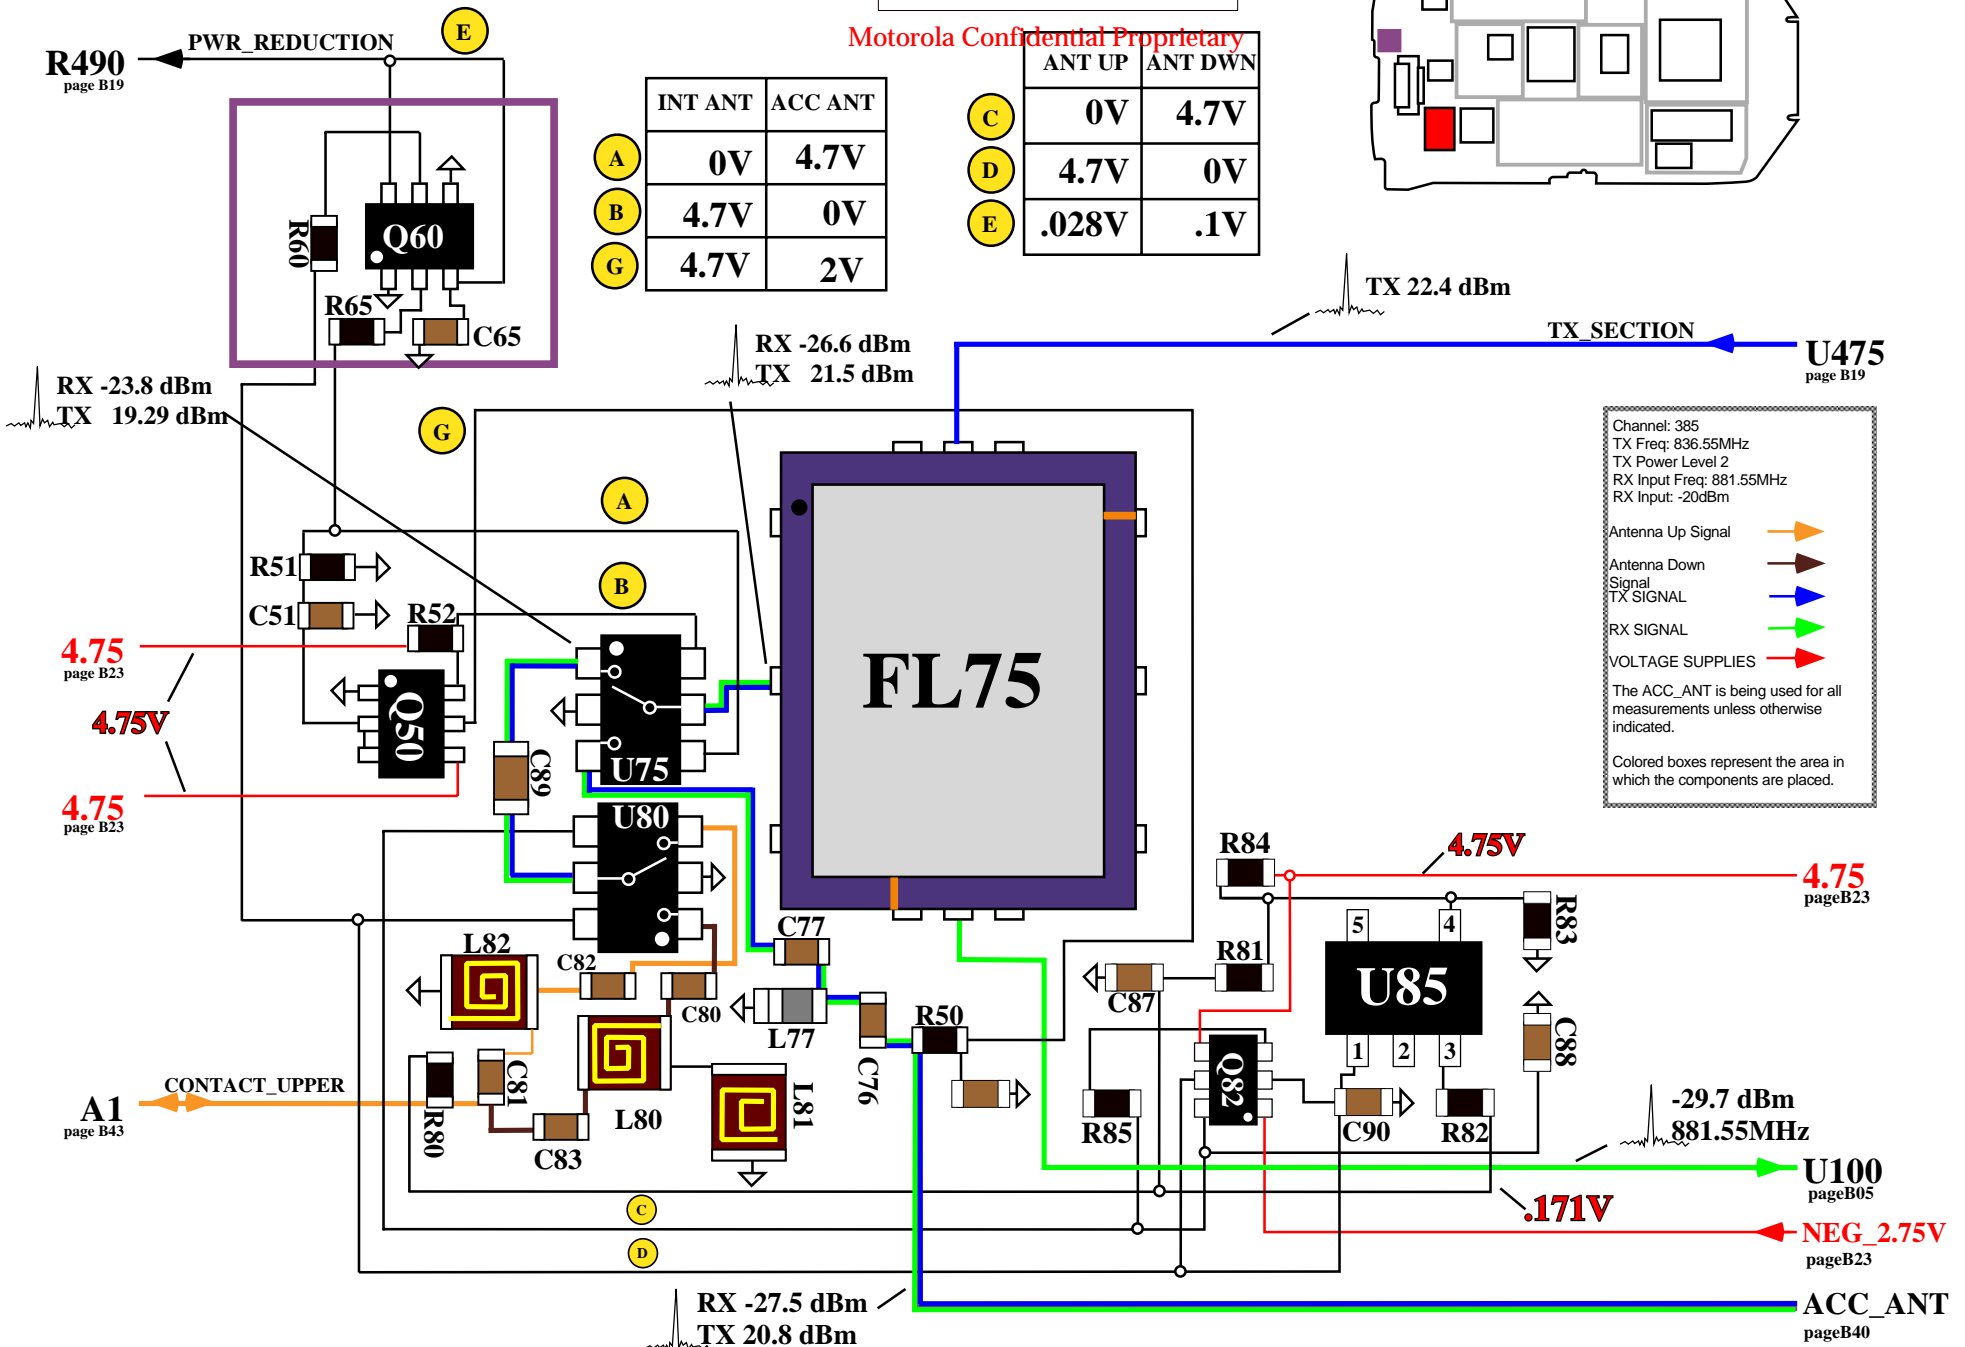 Motorola Confidential Proprietary
R490
page B19
PWR_REDUCTION
E
INT ANT ACC ANT
A 0V 4.7V
B 4.7V 0V
G 4.7V 2V
ANT UP ANT DWN
C 0V 4.7V
D 4.7V 0V
E .028V .1V
R60
Q60
R65
C65
TX 22.4 dBm
TX_SECTION
U475
page B19
RX -26.6 dBm
TX 21.5 dBm
RX -23.8 dBm
TX 19.29 dBm
G
A
B
Channel: 385
TX Freq: 836.55MHz
TX Power Level 2
RX Input Freq: 881.55MHz
RX Input: -20dBm
Antenna Up Signal
Antenna Down
Signal
TX SIGNAL
RX SIGNAL
VOLTAGE SUPPLIES
The ACC_ANT is being used for all
measurements unless otherwise
indicated.
Colored boxes represent the area in
which the components are placed.
R51
C51
R52
4.75
page B23
4.75V
4.75
page B23
Q50
C89
U75
U80
FL75
R84
4.75V
4.75
pageB23
R83
5
4
U85
1
2
3
R81
C87
C88
L82
C82
C80
C77
L77
C76
R50
Q82
R85
C90
R82
A1
page B43
CONTACT_UPPER
R80
C81
C83
L80
L81
-29.7 dBm
881.55MHz
U100
pageB05
.171V
NEG_2.75V
pageB23
C
D
RX -27.5 dBm
TX 20.8 dBm
ACC_ANT
pageB40